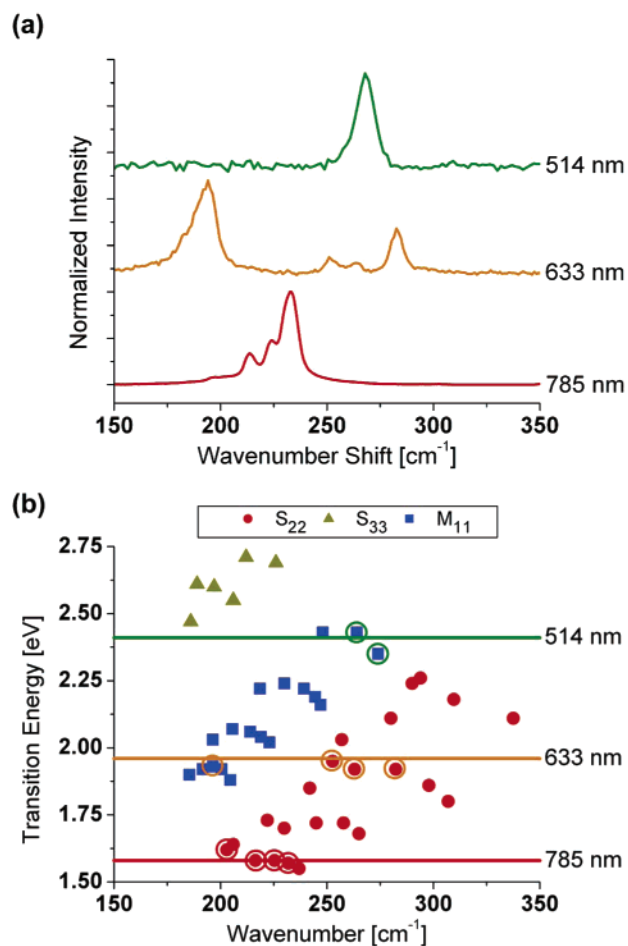 (a)
Normalized Intensity
514 nm
633 nm
785 nm
150 200 250 300 350
Wavenumber Shift [cm⁻¹]
(b)
S₂₂ S₃₃ M₁₁
Transition Energy [eV]
2.75
2.50
2.25
2.00
1.75
1.50
514 nm
633 nm
785 nm
150 200 250 300 350
Wavenumber [cm⁻¹]